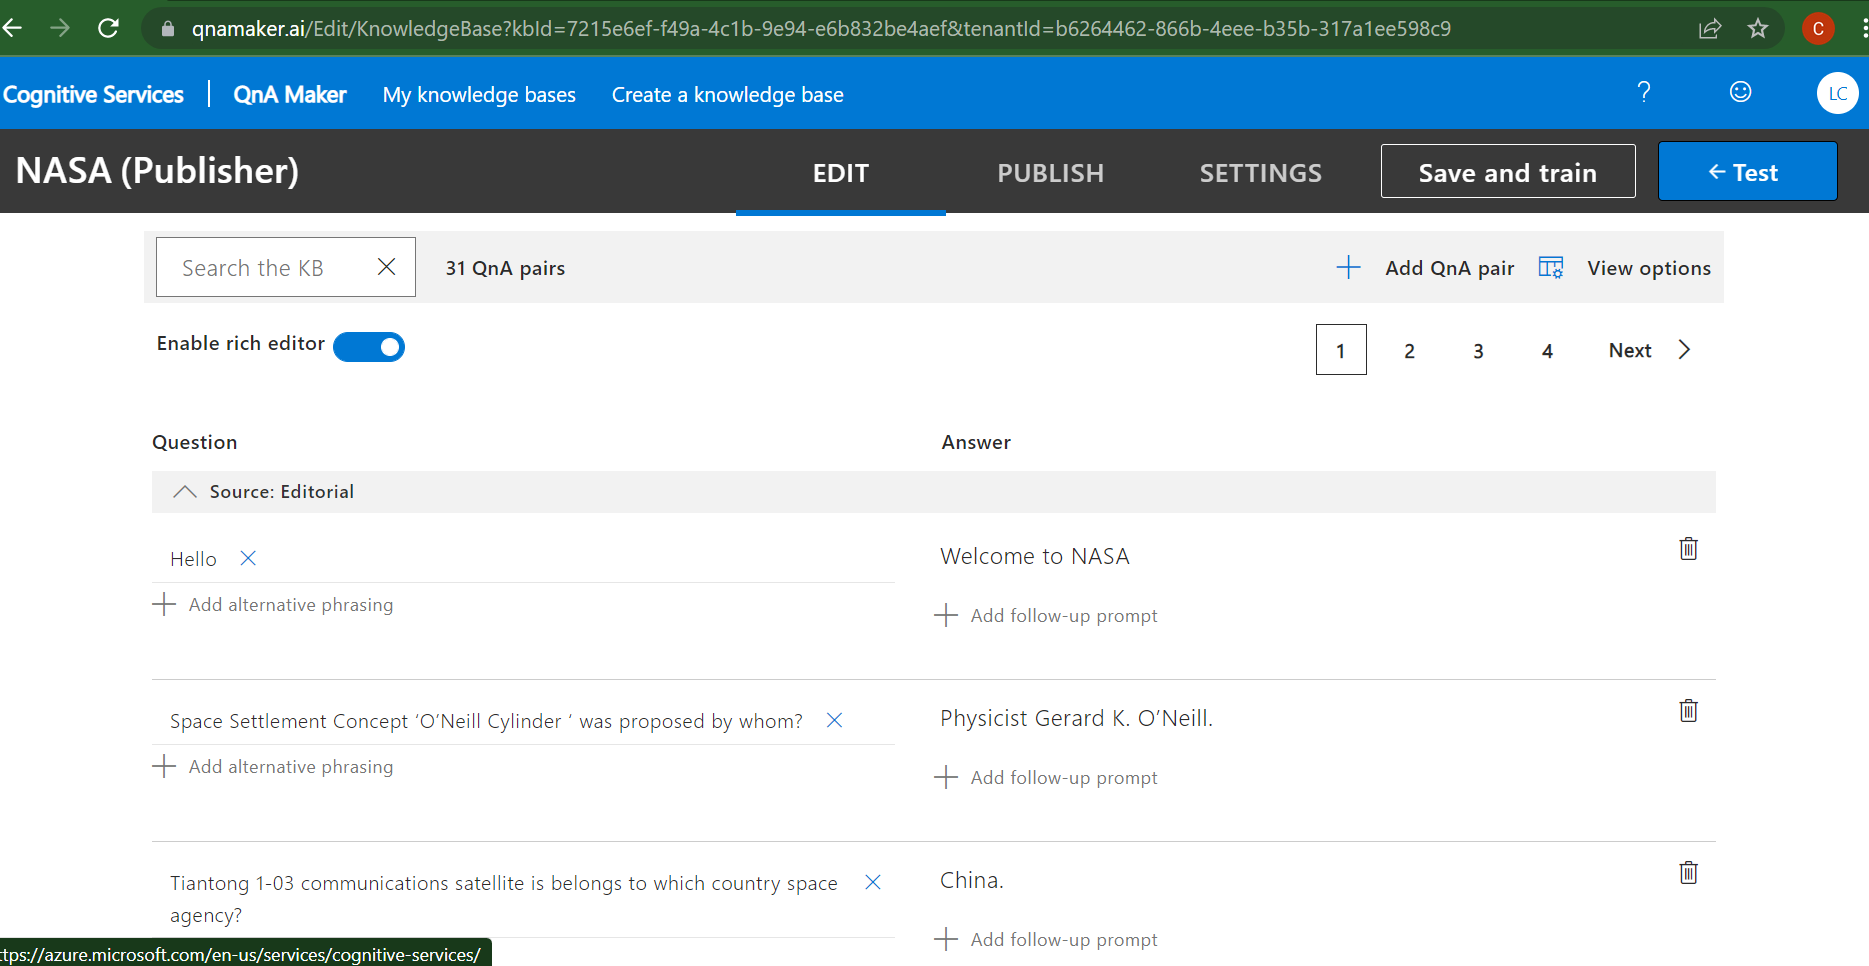 qnamaker.ai/Edit/KnowledgeBase?kbId=7215e6ef-f49a-4c1b-9e94-e6b832be4aef&tenantId=b6264462-866b-4eee-b35b-317a1ee598c9
C
Cognitive Services QnA Maker My knowledge bases Create a knowledge base ? LC
NASA (Publisher) EDIT PUBLISH SETTINGS Save and train Test
Search the KB 31 QnA pairs Add QnA pair View options
Enable rich editor 1 2 3 4 Next
Question Answer
Source: Editorial
Hello Welcome to NASA
Add alternative phrasing Add follow-up prompt
Space Settlement Concept ‘O’Neill Cylinder ‘ was proposed by whom? Physicist Gerard K. O’Neill.
Add alternative phrasing Add follow-up prompt
Tiantong 1-03 communications satellite is belongs to which country space China.
agency?
Add follow-up prompt
ttps://azure.microsoft.com/en-us/services/cognitive-services/